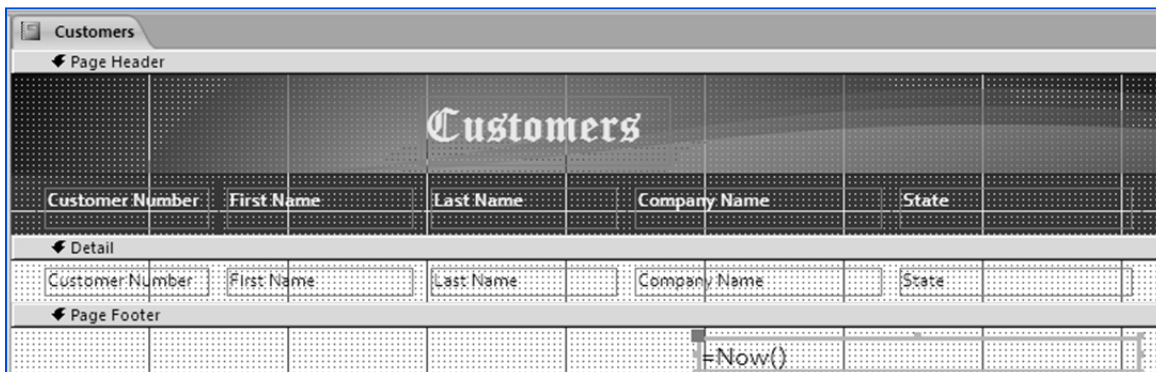 Customers
Page Header
Customers
Customer Number First Name Last Name Company Name State
Detail
Customer Number First Name Last Name Company Name State
Page Footer
=Now()